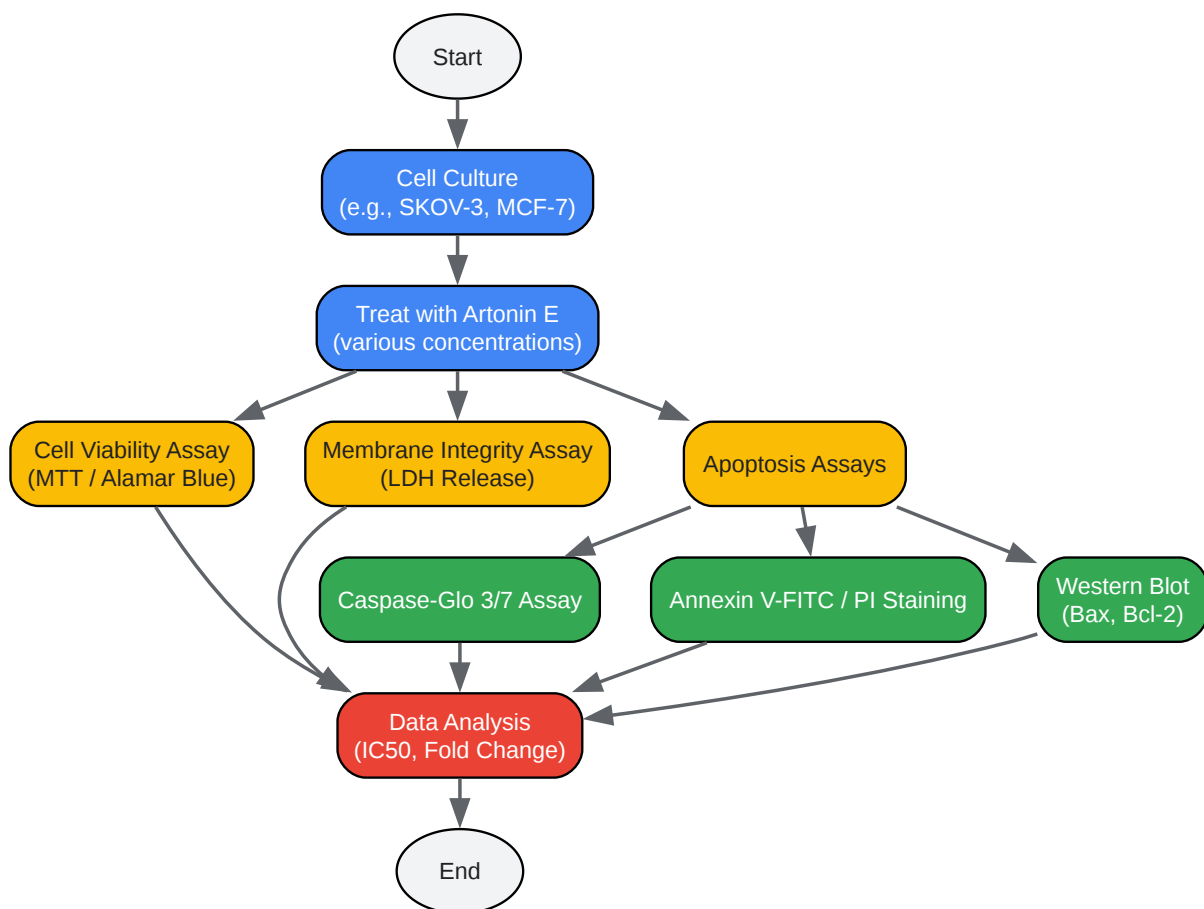 Start
Cell Culture
(e.g., SKOV-3, MCF-7)
Treat with Artonin E
(various concentrations)
Cell Viability Assay
(MTT / Alamar Blue)
Membrane Integrity Assay
(LDH Release)
Apoptosis Assays
Caspase-Glo 3/7 Assay
Annexin V-FITC / PI Staining
Western Blot
(Bax, Bcl-2)
Data Analysis
(IC50, Fold Change)
End